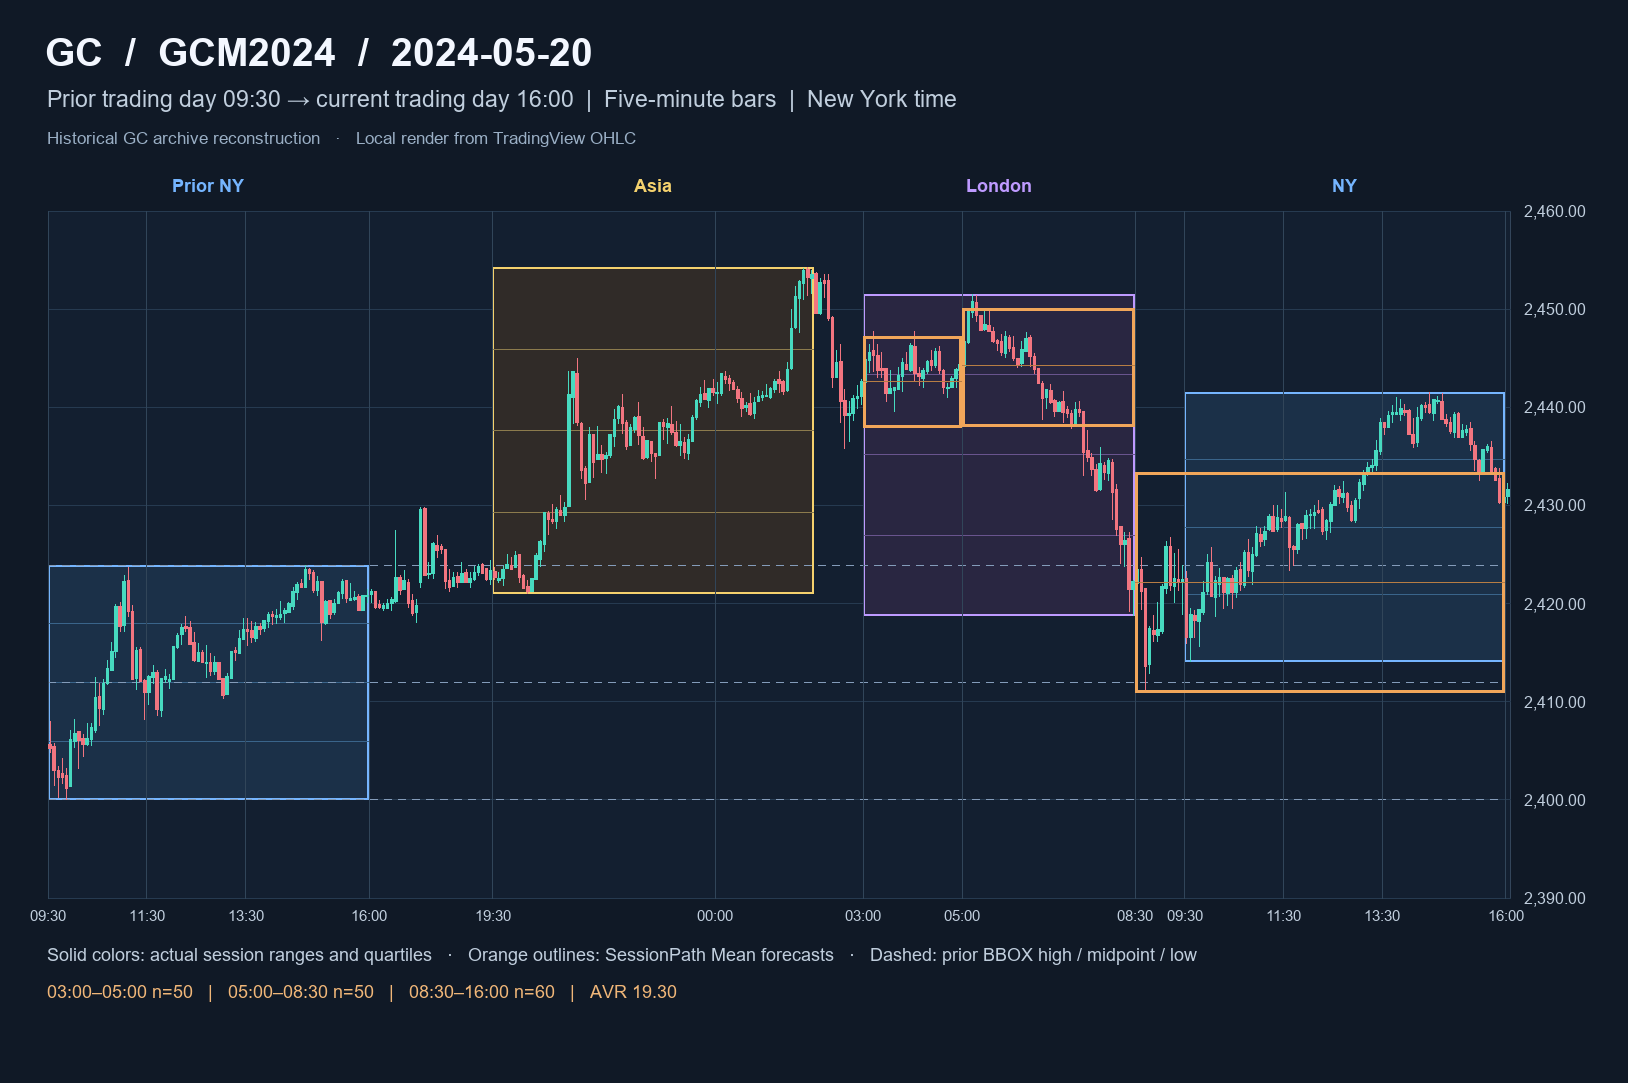 GC / GCM2024 / 2024-05-20
Prior trading day 09:30 → current trading day 16:00 | Five-minute bars | New York time
Historical GC archive reconstruction · Local render from TradingView OHLC
Prior NY Asia London NY
2,460.00
2,450.00
2,440.00
2,430.00
2,420.00
2,410.00
2,400.00
2,390.00
09:30 11:30 13:30 16:00 19:30 00:00 03:00 05:00 08:30 09:30 11:30 13:30 16:00
Solid colors: actual session ranges and quartiles · Orange outlines: SessionPath Mean forecasts · Dashed: prior BBOX high / midpoint / low
03:00–05:00 n=50 | 05:00–08:30 n=50 | 08:30–16:00 n=60 | AVR 19.30